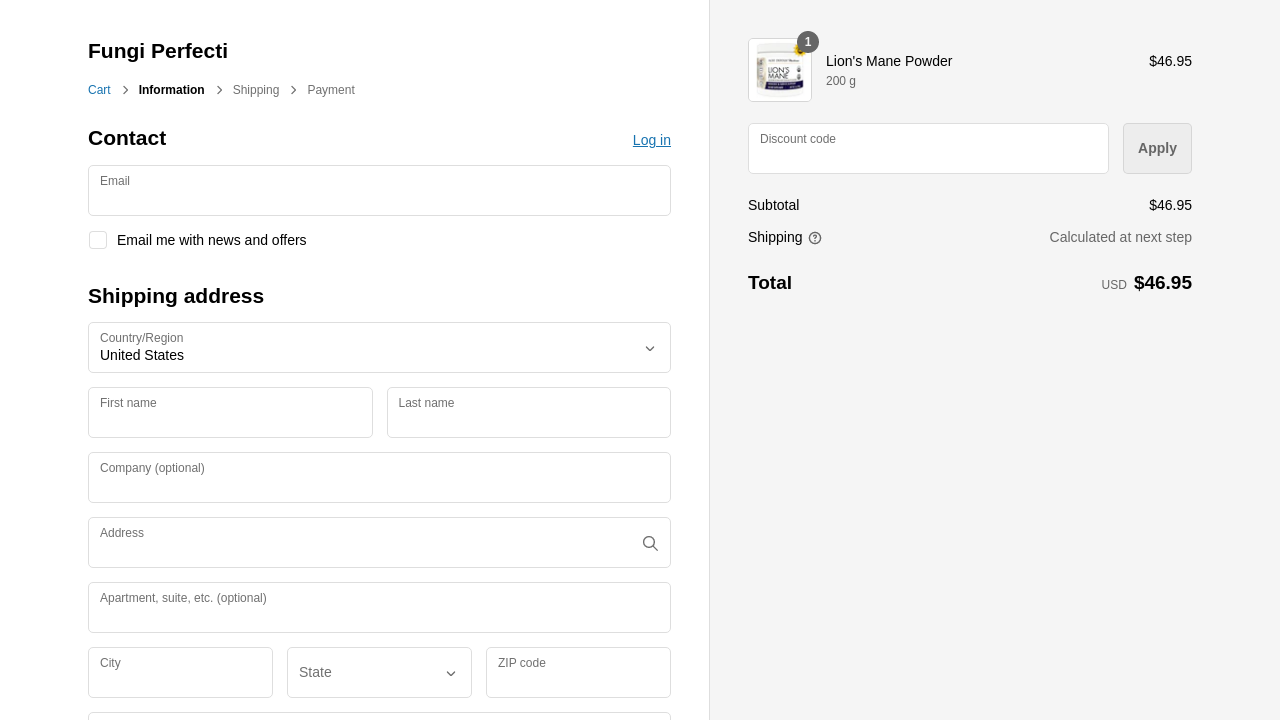 Fungi Perfecti
Cart
Information
Shipping
Payment
Contact
Log in
Email
Email me with news and offers
Shipping address
Country/Region
United States
First name
Last name
Company (optional)
Address
Apartment, suite, etc. (optional)
City
State
ZIP code
1
LION'S
MANE
Lion's Mane Powder
200 g
$46.95
Discount code
Apply
Subtotal
$46.95
Shipping
Calculated at next step
Total
USD $46.95